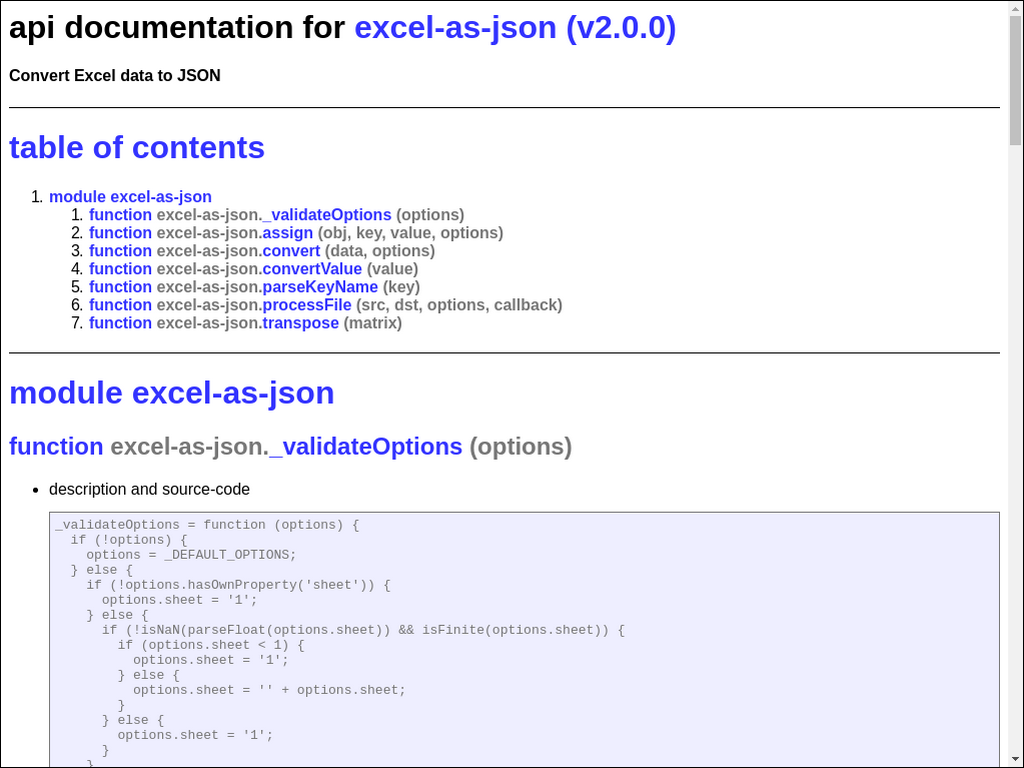 api documentation for excel-as-json (v2.0.0)
Convert Excel data to JSON
table of contents
1. module excel-as-json
1. function excel-as-json._validateOptions (options)
2. function excel-as-json.assign (obj, key, value, options)
3. function excel-as-json.convert (data, options)
4. function excel-as-json.convertValue (value)
5. function excel-as-json.parseKeyName (key)
6. function excel-as-json.processFile (src, dst, options, callback)
7. function excel-as-json.transpose (matrix)
module excel-as-json
function excel-as-json._validateOptions (options)
• description and source-code
_validateOptions = function (options) {
  if (!options) {
    options = _DEFAULT_OPTIONS;
  } else {
    if (!options.hasOwnProperty('sheet')) {
      options.sheet = '1';
    } else {
      if (!isNaN(parseFloat(options.sheet)) && isFinite(options.sheet)) {
        if (options.sheet < 1) {
          options.sheet = '1';
        } else {
          options.sheet = '' + options.sheet;
        }
      } else {
        options.sheet = '1';
      }
    }